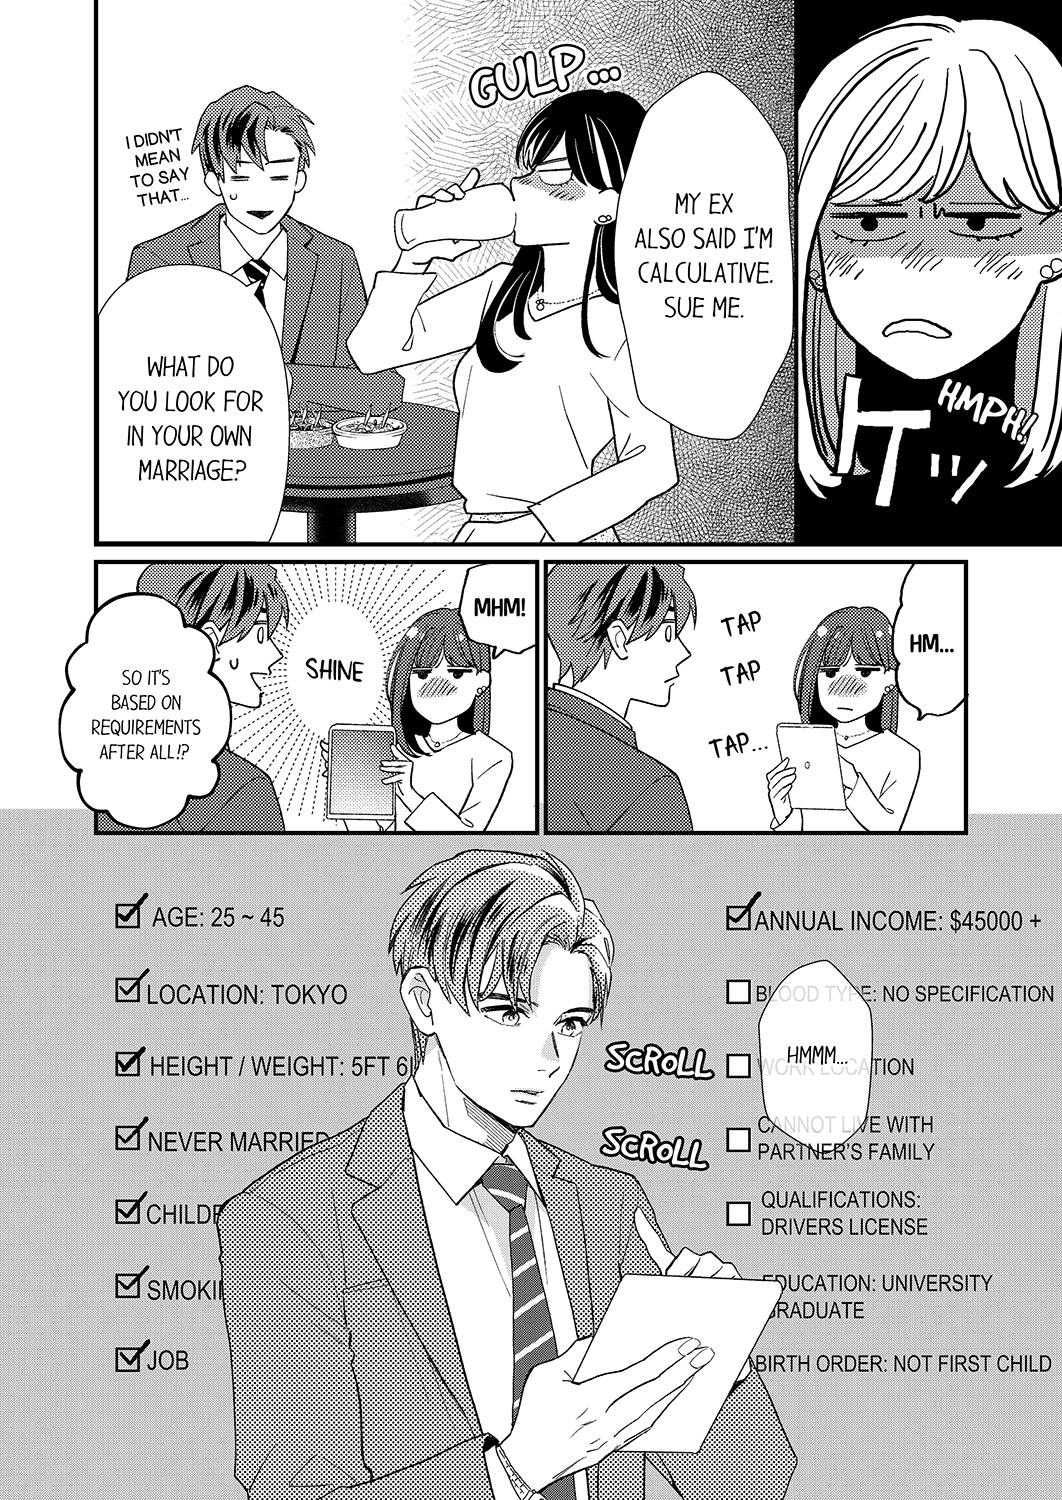 HMPH!!
ケッ
MY EX
ALSO SAID I'M
CALCULATIVE.
SUE ME.
GULP...
I DIDN'T
MEAN
TO SAY
THAT...
WHAT DO
YOU LOOK FOR
IN YOUR OWN
MARRIAGE?
HM...
TAP
TAP
TAP...
MHM!
SHINE
SO IT'S
BASED ON
REQUIREMENTS
AFTER ALL!?
ANNUAL INCOME: $45000 +
BLOOD TYPE: NO SPECIFICATION
WORK LOCATION
CANNOT LIVE WITH
PARTNER'S FAMILY
QUALIFICATIONS:
DRIVERS LICENSE
EDUCATION: UNIVERSITY
GRADUATE
BIRTH ORDER: NOT FIRST CHILD
HMMM...
SCROLL
SCROLL
AGE: 25 ~ 45
LOCATION: TOKYO
HEIGHT / WEIGHT: 5FT 6
NEVER MARRIED
JOB